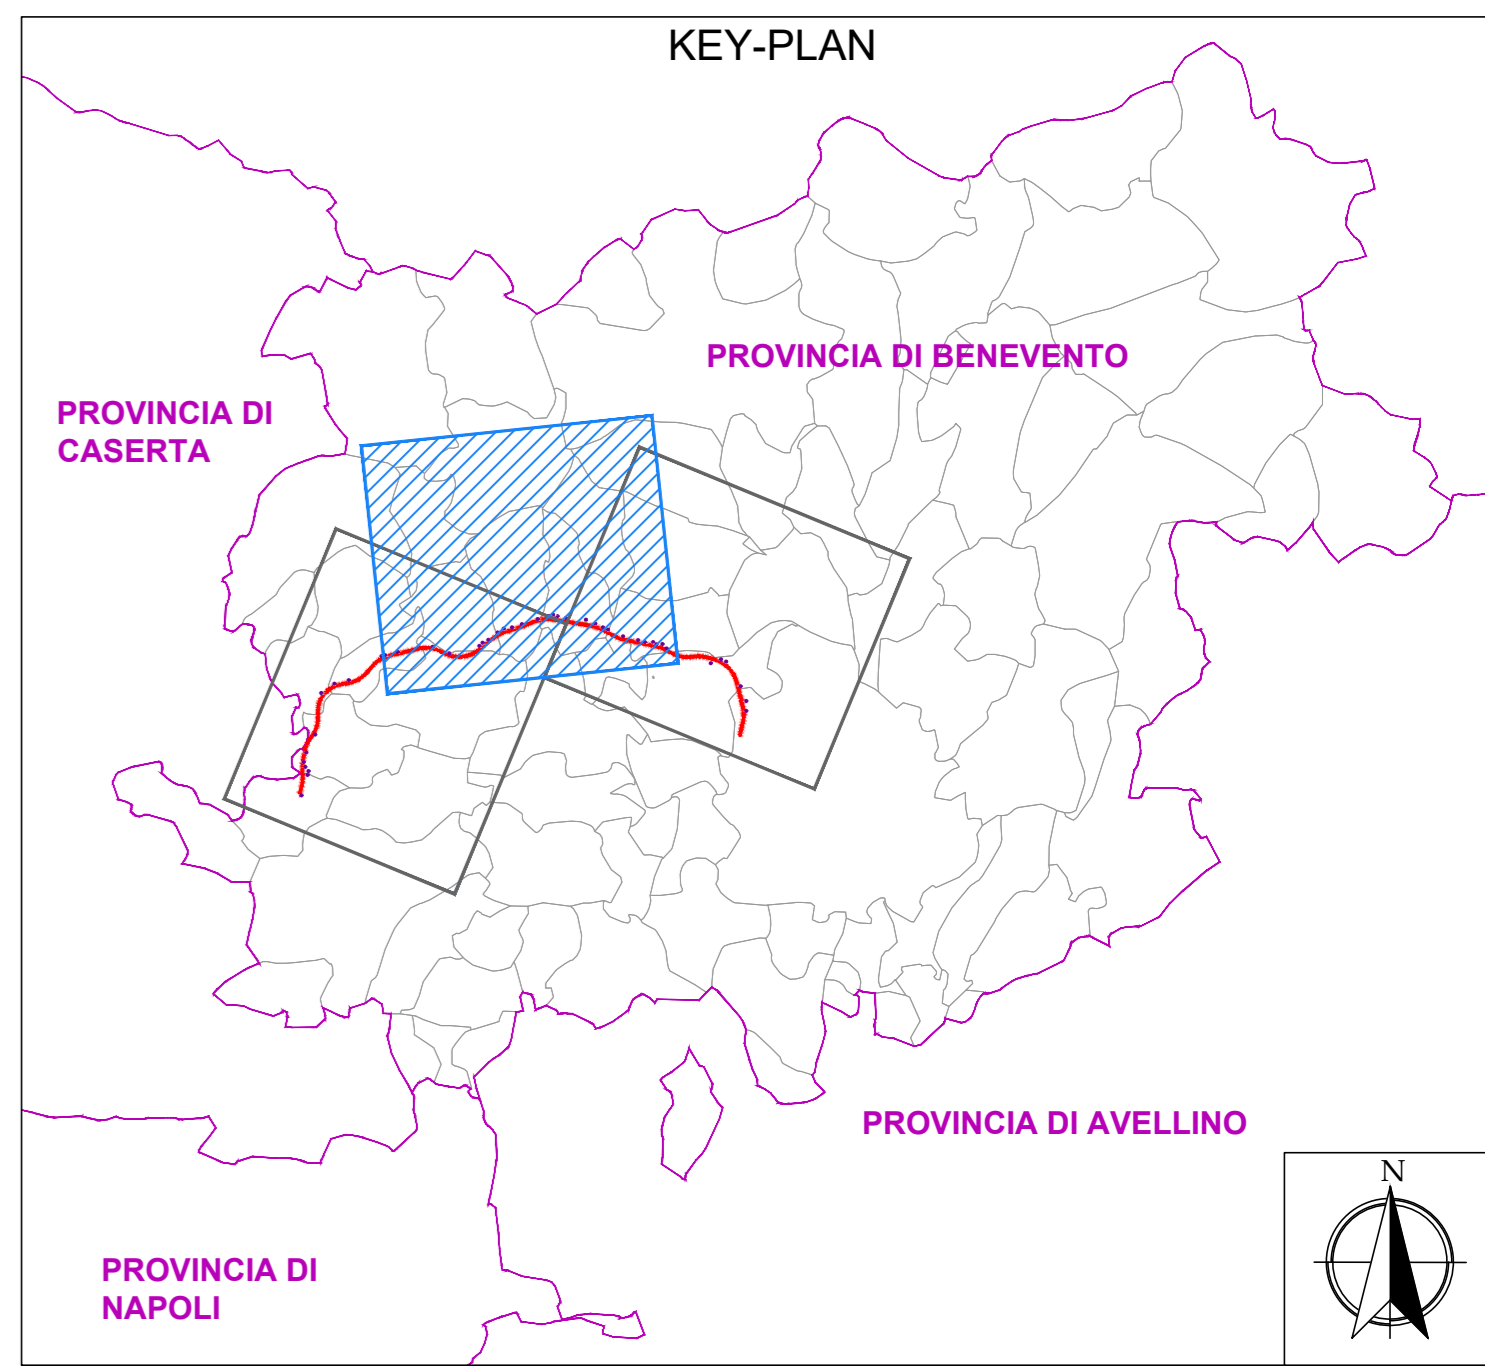 KEY-PLAN
PROVINCIA DI BENEVENTO
PROVINCIA DI
CASERTA
PROVINCIA DI AVELLINO
N
PROVINCIA DI
NAPOLI